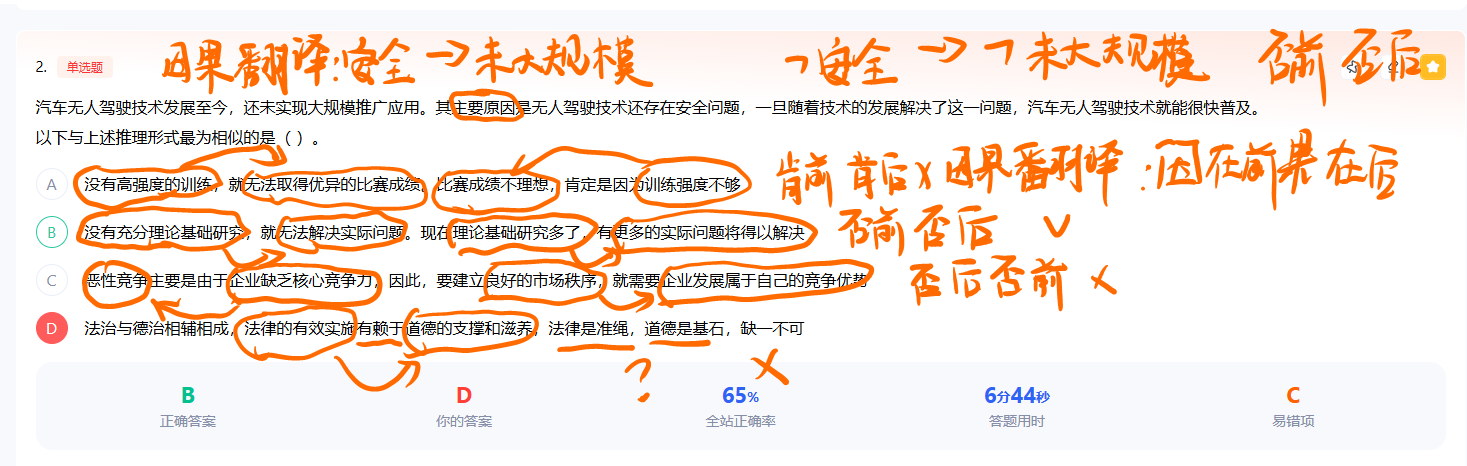 因果翻译:安全→未大规模 ¬安全→¬未大规模 否前否后
2. 单选题
汽车无人驾驶技术发展至今，还未实现大规模推广应用。其主要原因是无人驾驶技术还存在安全问题，一旦随着技术的发展解决了这一问题，汽车无人驾驶技术就能很快普及。
以下与上述推理形式最为相似的是（ ）。
A 没有高强度的训练，就无法取得优异的比赛成绩。比赛成绩不理想，肯定是因为训练强度不够
肯前肯后x 因果番羽译:因在前果在后
B 没有充分理论基础研究，就无法解决实际问题。现在理论基础研究多了，有更多的实际问题将得以解决
否前否后 ✓
C 恶性竞争主要是由于企业缺乏核心竞争力，因此，要建立良好的市场秩序，就需要企业发展属于自己的竞争优势
否后否前 x
D 法治与德治相辅相成，法律的有效实施有赖于道德的支撑和滋养，法律是准绳，道德是基石，缺一不可
? x
B D 65% 6分44秒 C
正确答案 你的答案 全站正确率 答题用时 易错项